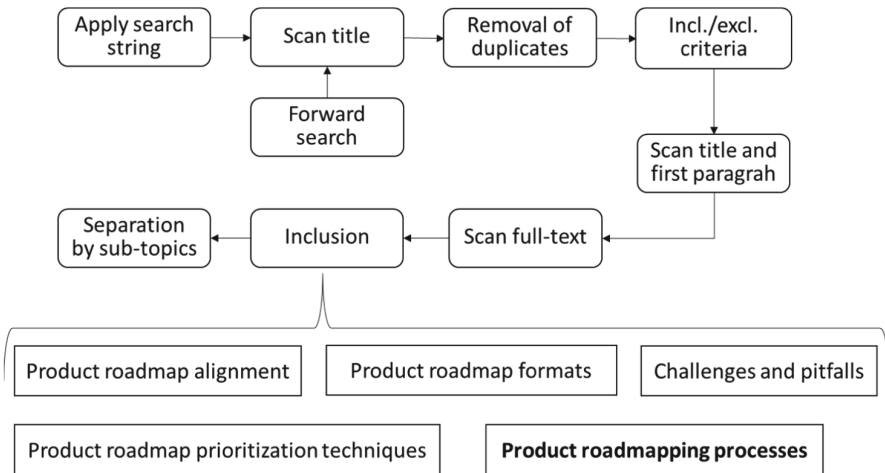 Apply search
string
Scan title
Removal of
duplicates
Incl./excl.
criteria
Forward
search
Scan title and
first paragrah
Separation
by sub-topics
Inclusion
Scan full-text
Product roadmap alignment
Product roadmap formats
Challenges and pitfalls
Product roadmap prioritization techniques
Product roadmapping processes